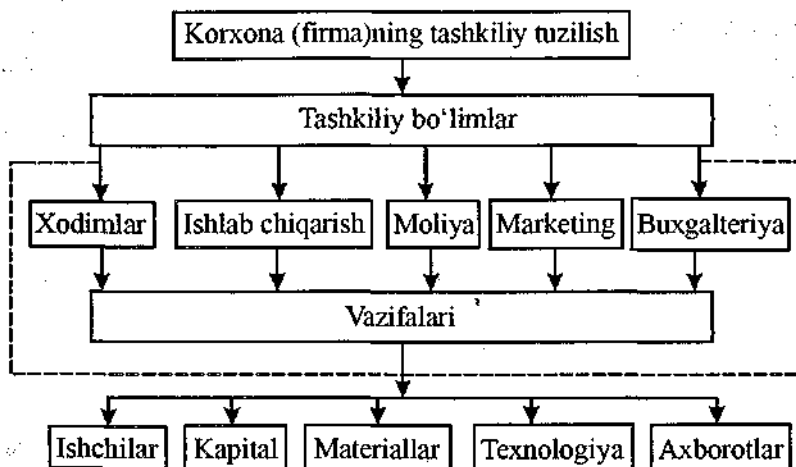 Korxona (firma)ning tashkiliy tuzilish
Tashkiliy bo‘limlar
Xodimlar
Ishlab chiqarish
Moliya
Marketing
Buxgalteriya
Vazifalari
Ishchilar
Kapital
Materiallar
Texnologiya
Axborotlar